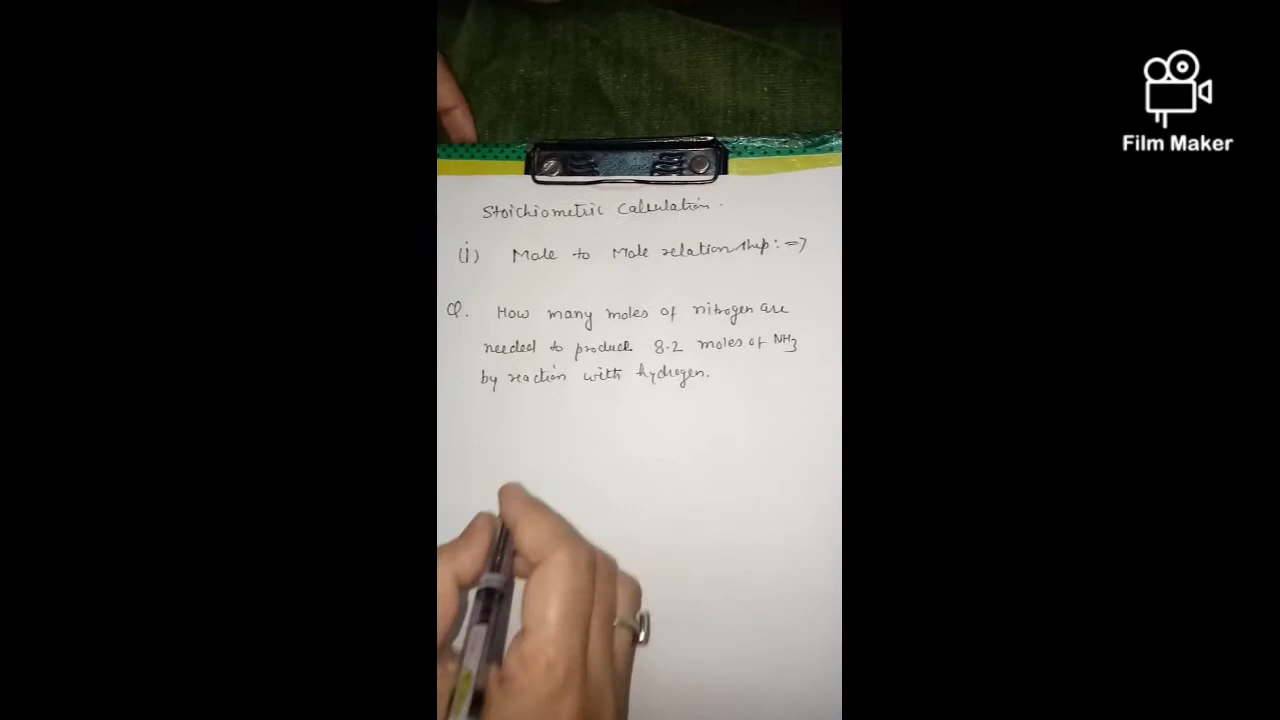 Stoichiometric Calculation.
(i) Mole to Mole relationship: =>
Q. How many moles of nitrogen are
needed to produce 8.2 moles of NH3
by reaction with hydrogen.
Film Maker